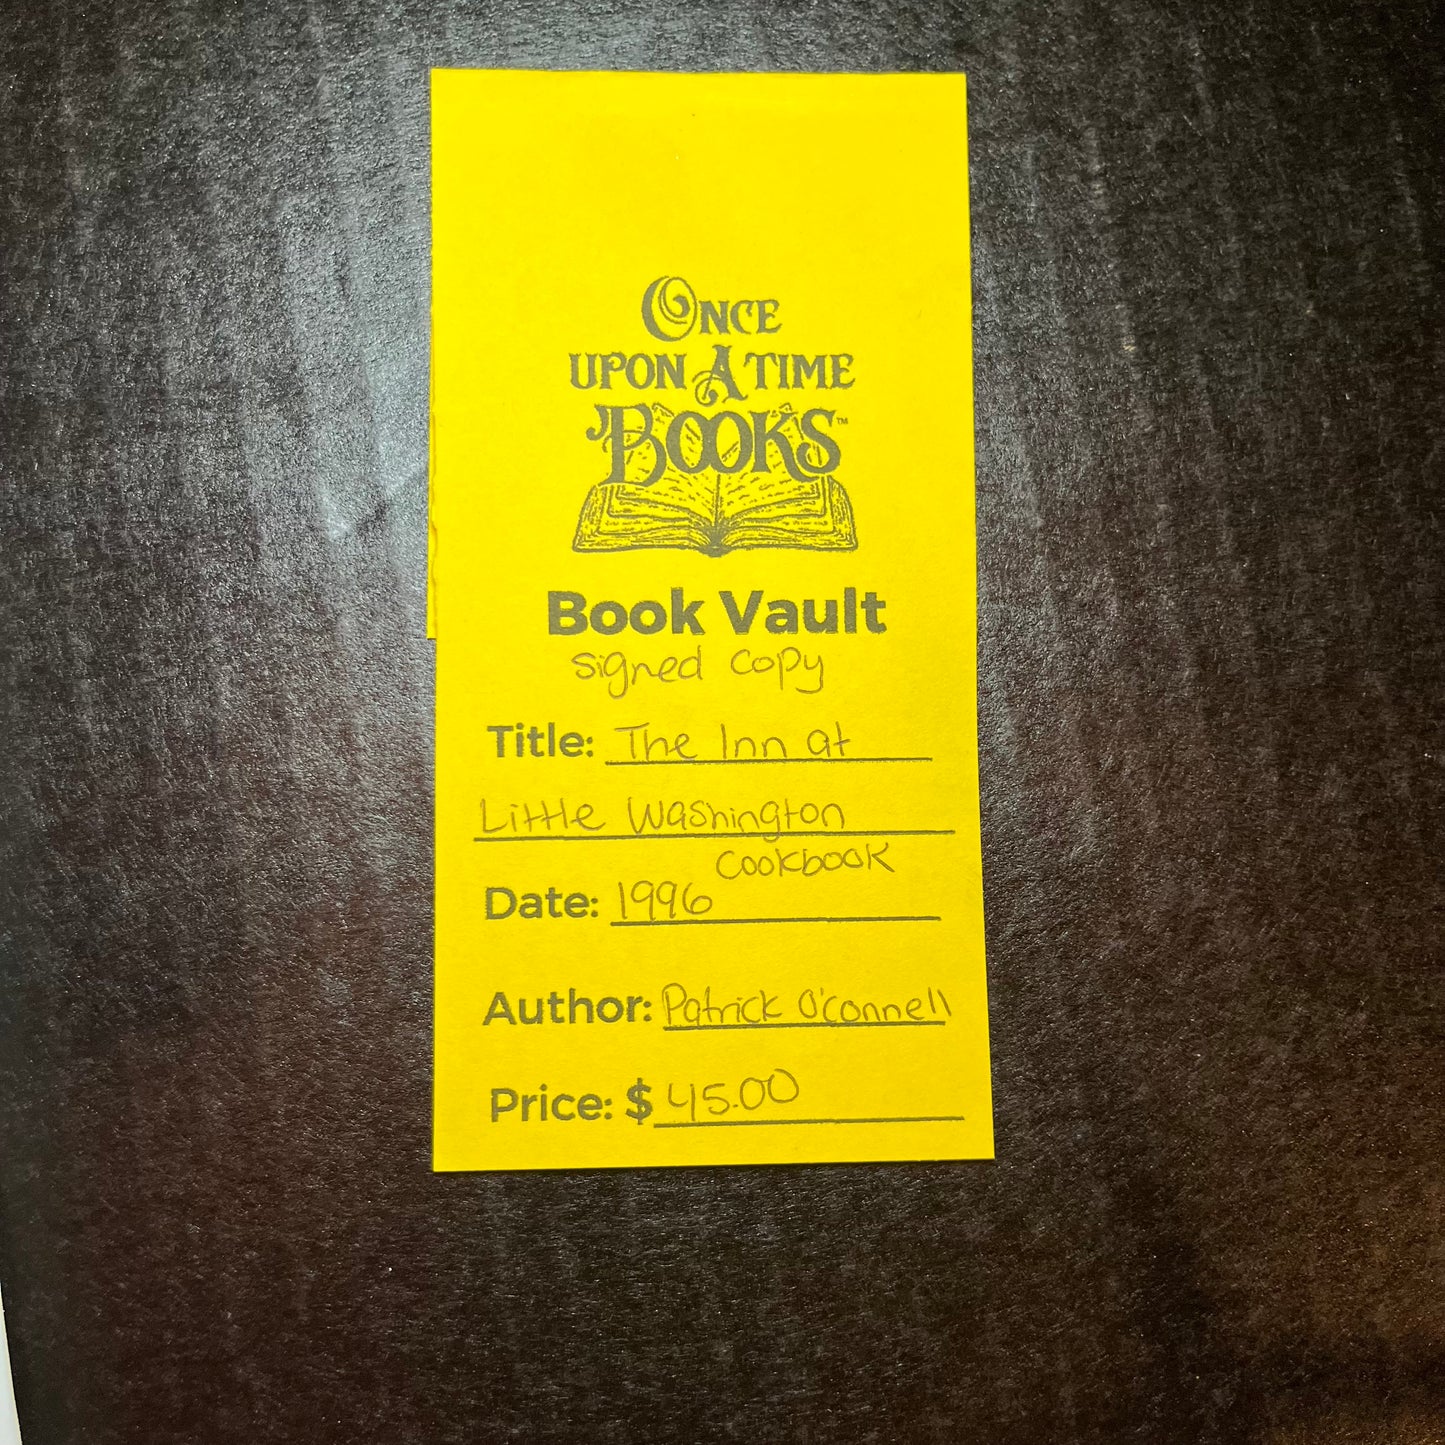 ONCE
UPON A TIME
BOOKS™
Book Vault
signed copy
Title: The Inn at
Little Washington
Cookbook
Date: 1996
Author: Patrick O'Connell
Price: $ 45.00